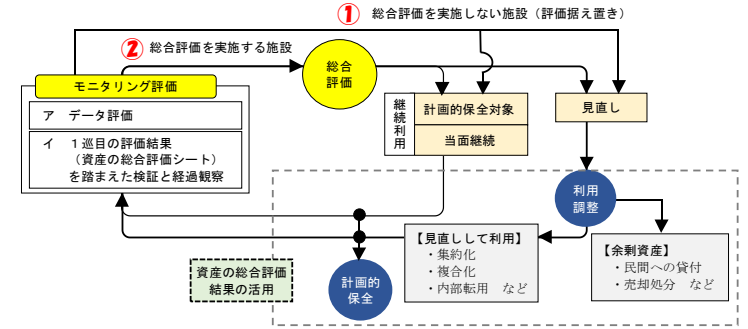 ① 総合評価を実施しない施設（評価据え置き）
② 総合評価を実施する施設
総合
評価
モニタリング評価
ア データ評価
イ １巡目の評価結果
（資産の総合評価シート）
を踏まえた検証と経過観察
継続利用
計画的保全対象
当面継続
見直し
利用
調整
【見直しして利用】
・集約化
・複合化
・内部転用 など
【余剰資産】
・民間への貸付
・売却処分 など
資産の総合評価
結果の活用
計画的
保全